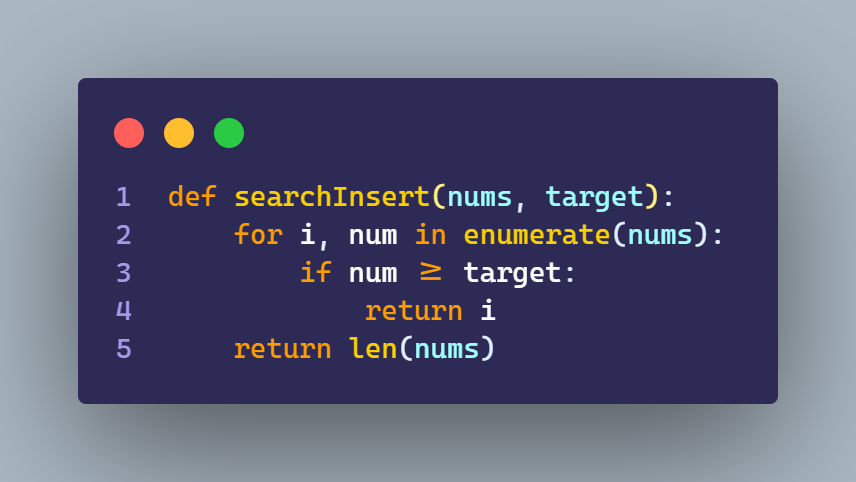 1 def searchInsert(nums, target):
2     for i, num in enumerate(nums):
3         if num ≥ target:
4             return i
5     return len(nums)